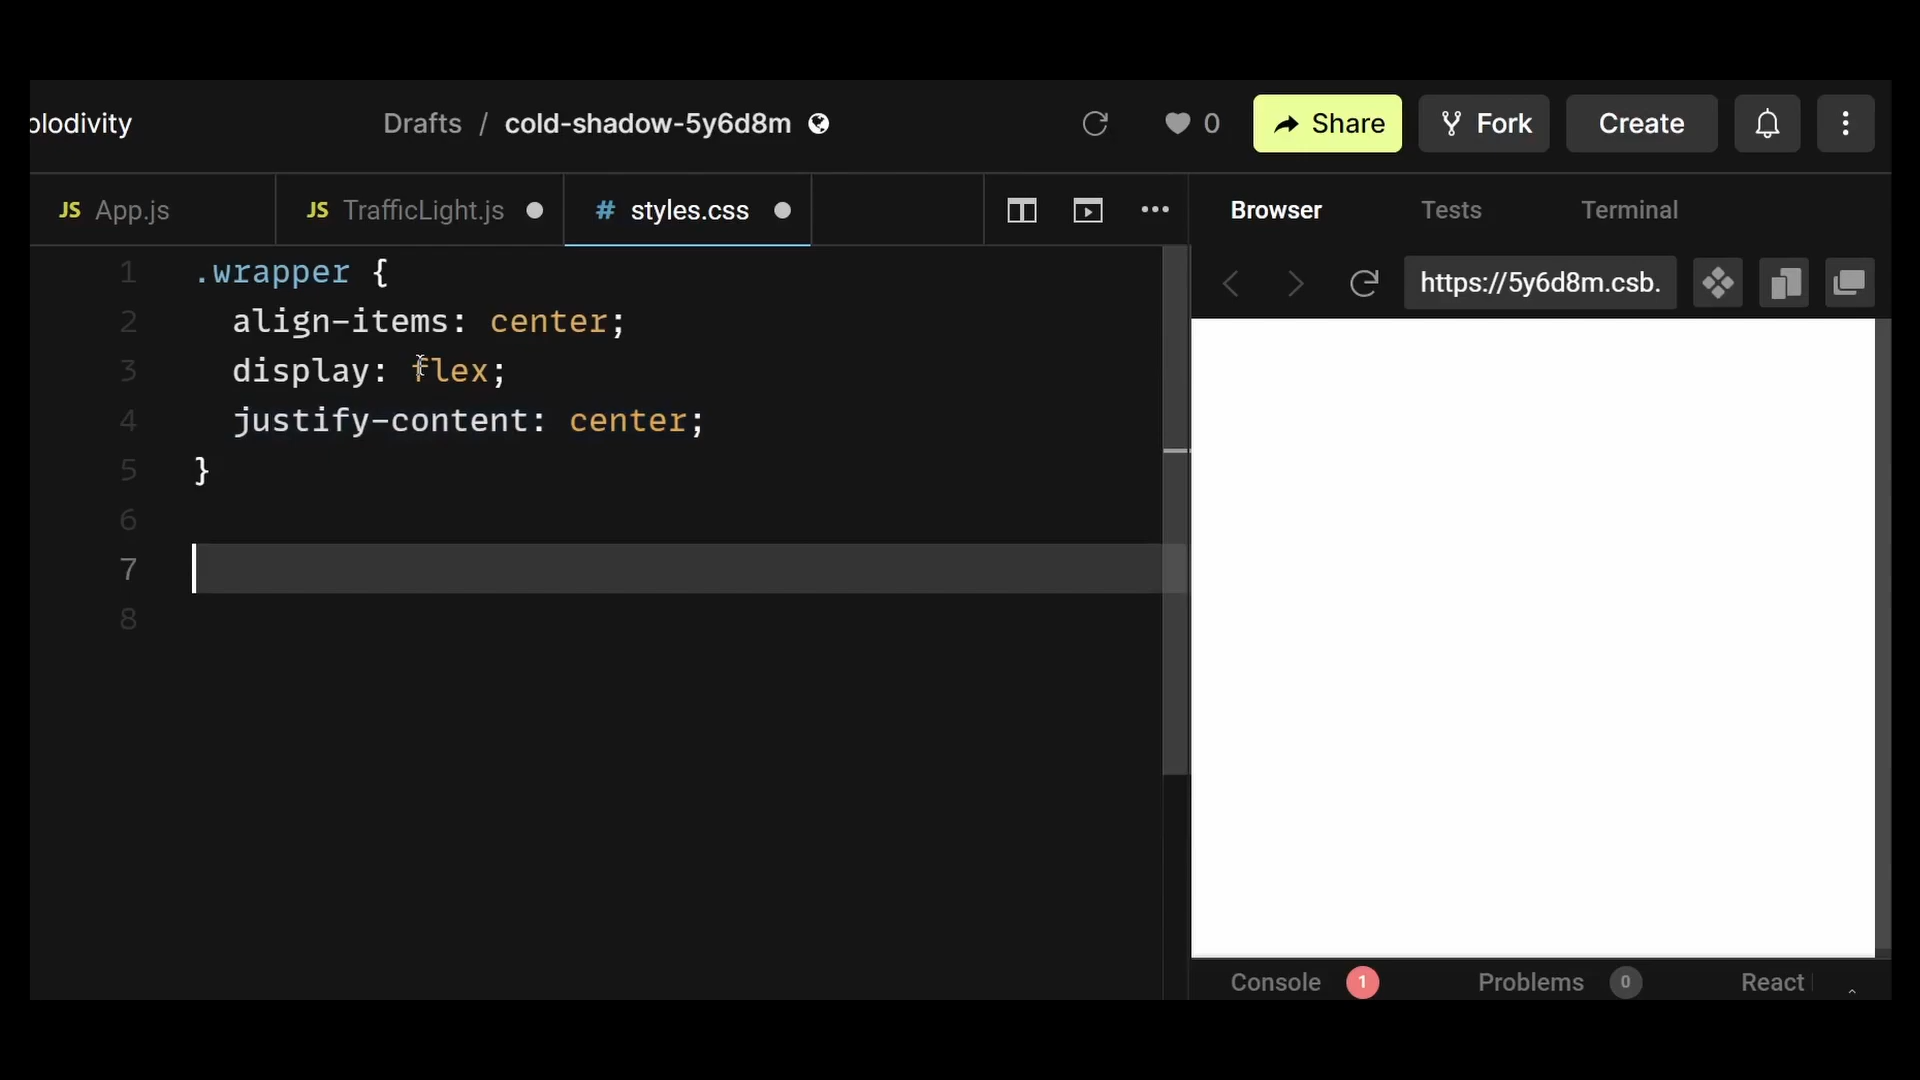 plodivity
Drafts / cold-shadow-5y6d8m
0
Share
Fork
Create
JS App.js
JS TrafficLight.js
# styles.css
Browser
Tests
Terminal
https://5y6d8m.csb.
1 .wrapper {
2 align-items: center;
3 display: flex;
4 justify-content: center;
5 }
6
7
8
Console 1
Problems 0
React